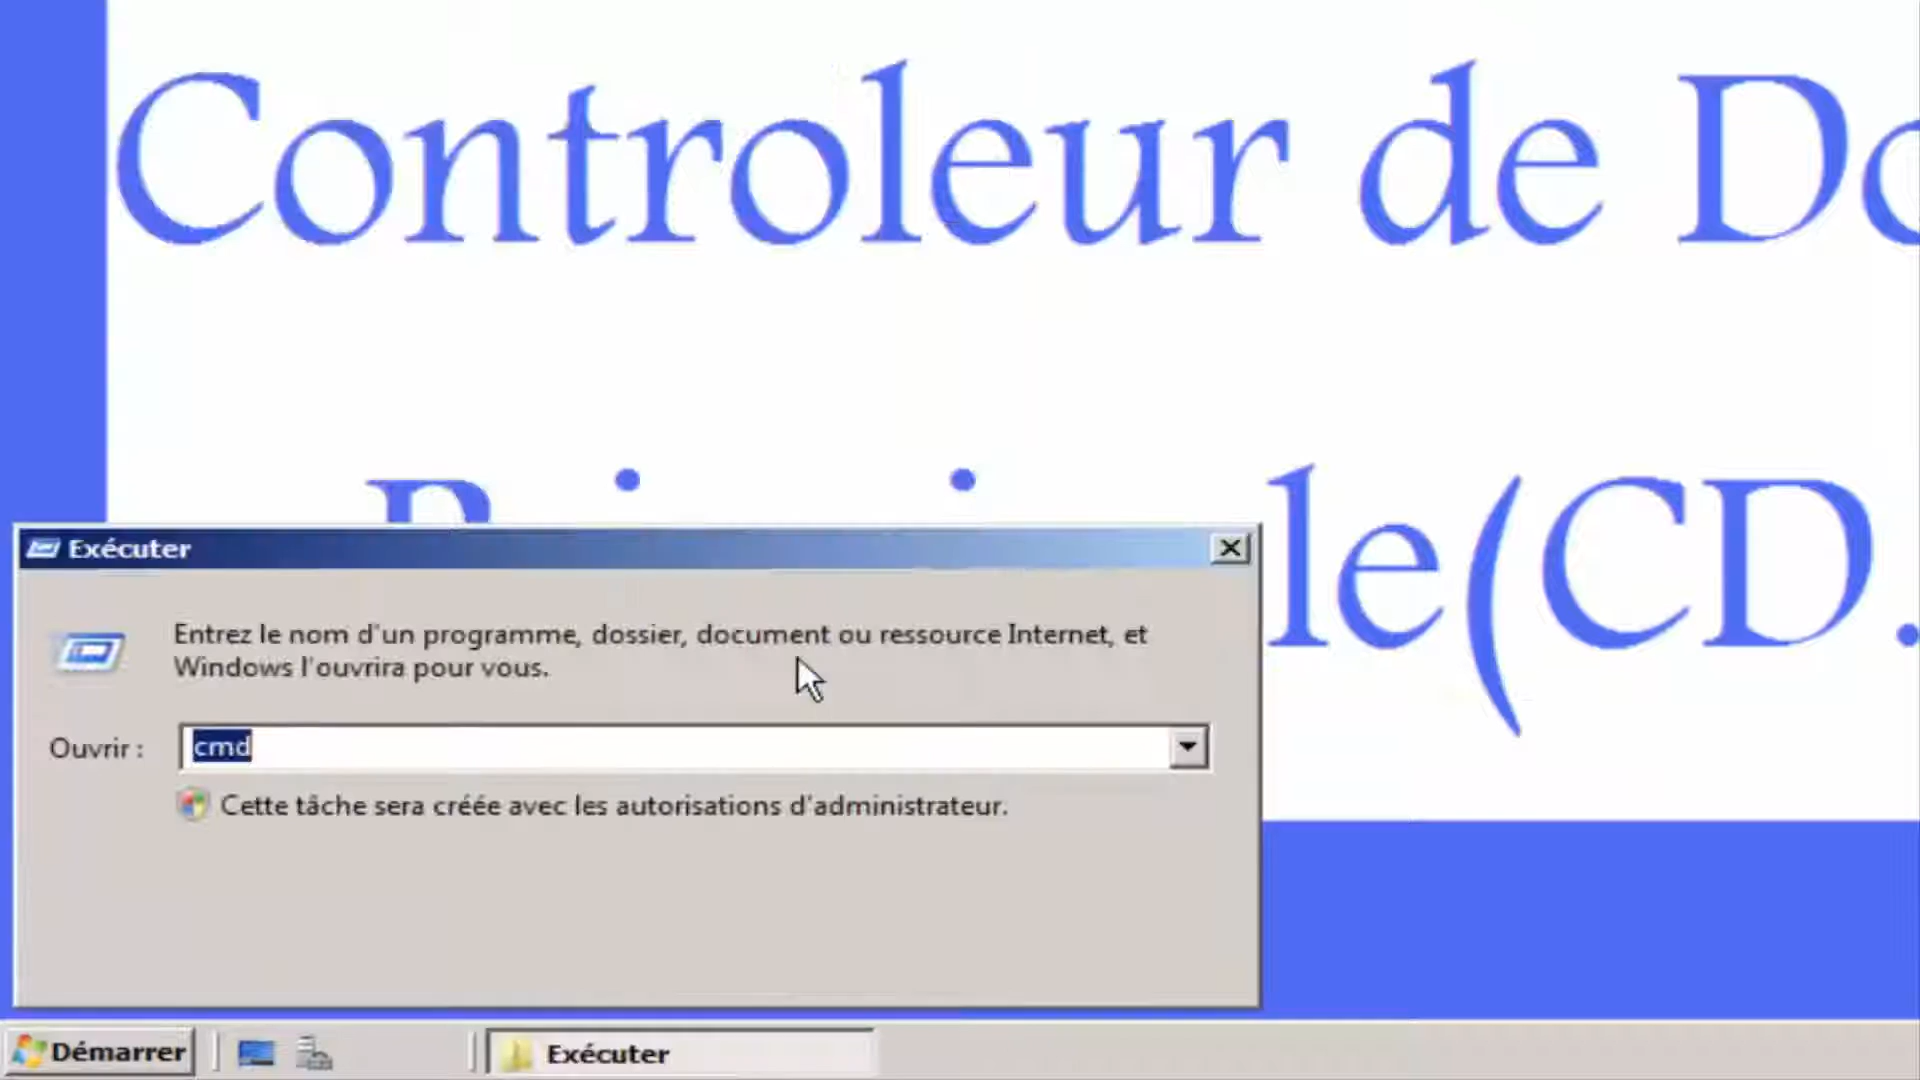 Controleur de Do
le(CD.
Exécuter
Entrez le nom d'un programme, dossier, document ou ressource Internet, et
Windows l'ouvrira pour vous.
Ouvrir : cmd
Cette tâche sera créée avec les autorisations d'administrateur.
Démarrer Exécuter